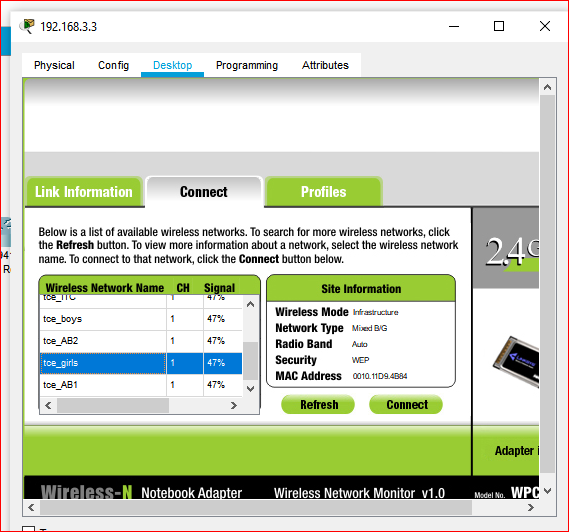 192.168.3.3
Physical Config Desktop Programming Attributes
Link Information Connect Profiles
Below is a list of available wireless networks. To search for more wireless networks, click
the Refresh button. To view more information about a network, select the wireless network
name. To connect to that network, click the Connect button below.
2.4G
Wireless Network Name CH Signal
tce_ITC 1 47%
tce_boys 1 47%
tce_AB2 1 47%
tce_girls 1 47%
tce_AB1 1 47%
Site Information
Wireless Mode Infrastructure
Network Type Mixed B/G
Radio Band Auto
Security WEP
MAC Address 0010.11D9.4B84
Refresh Connect
Adapter i
Wireless-N Notebook Adapter Wireless Network Monitor v1.0 Model No. WPC